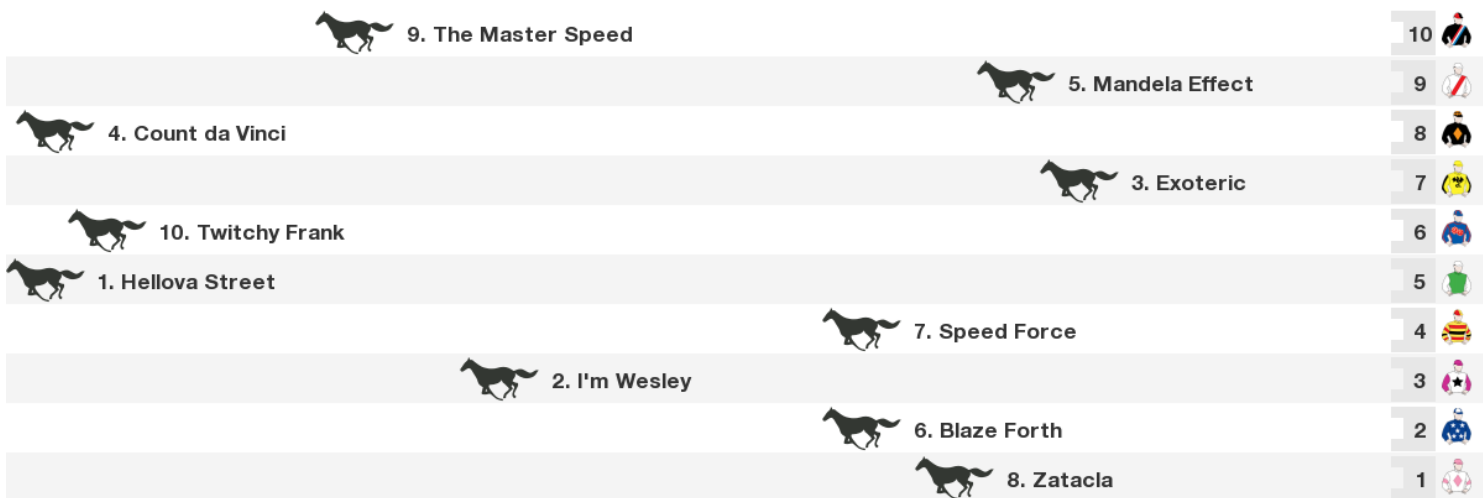 9. The Master Speed 10
5. Mandela Effect 9
4. Count da Vinci 8
3. Exoteric 7
10. Twitchy Frank 6
1. Hellova Street 5
7. Speed Force 4
2. I'm Wesley 3
6. Blaze Forth 2
8. Zatacla 1